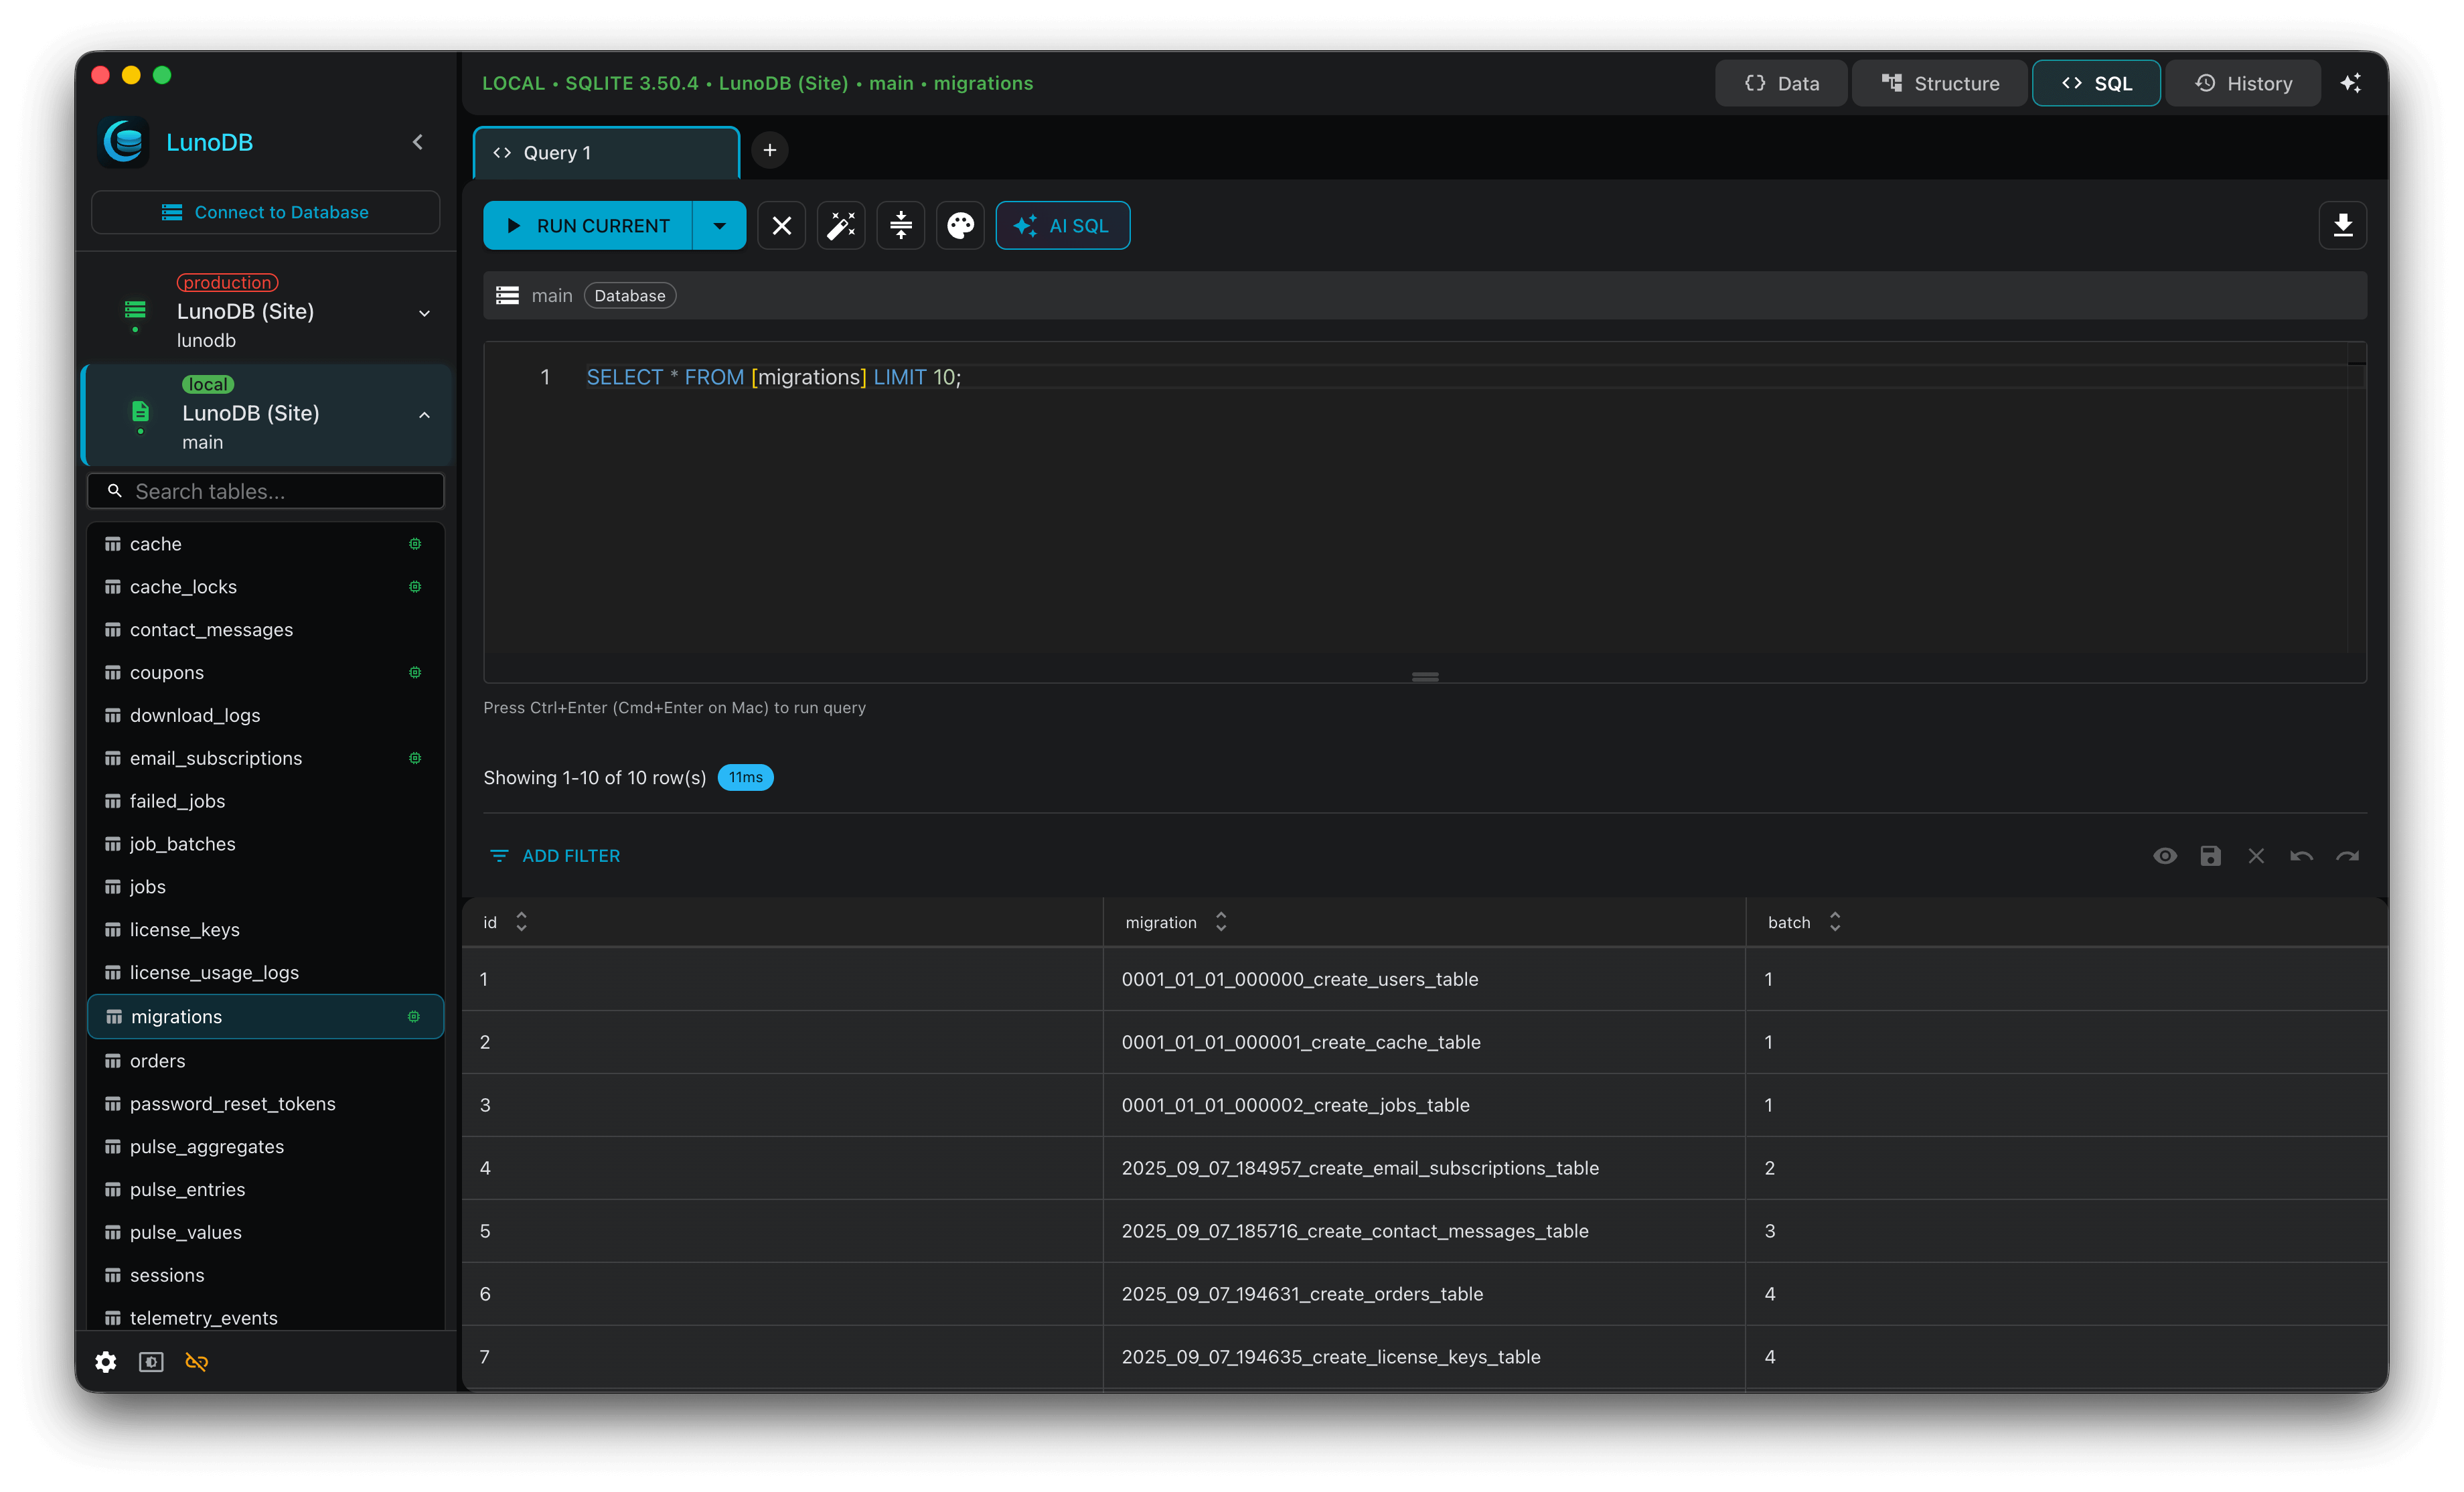 LunoDB
Connect to Database
production
LunoDB (Site)
lunodb
local
LunoDB (Site)
main
Search tables...
cache
cache_locks
contact_messages
coupons
download_logs
email_subscriptions
failed_jobs
job_batches
jobs
license_keys
license_usage_logs
migrations
orders
password_reset_tokens
pulse_aggregates
pulse_entries
pulse_values
sessions
telemetry_events
LOCAL • SQLITE 3.50.4 • LunoDB (Site) • main • migrations
Data
Structure
SQL
History
Query 1
RUN CURRENT
AI SQL
main Database
1 SELECT * FROM [migrations] LIMIT 10;
Press Ctrl+Enter (Cmd+Enter on Mac) to run query
Showing 1-10 of 10 row(s) 11ms
ADD FILTER
id migration batch
1 0001_01_01_000000_create_users_table 1
2 0001_01_01_000001_create_cache_table 1
3 0001_01_01_000002_create_jobs_table 1
4 2025_09_07_184957_create_email_subscriptions_table 2
5 2025_09_07_185716_create_contact_messages_table 3
6 2025_09_07_194631_create_orders_table 4
7 2025_09_07_194635_create_license_keys_table 4